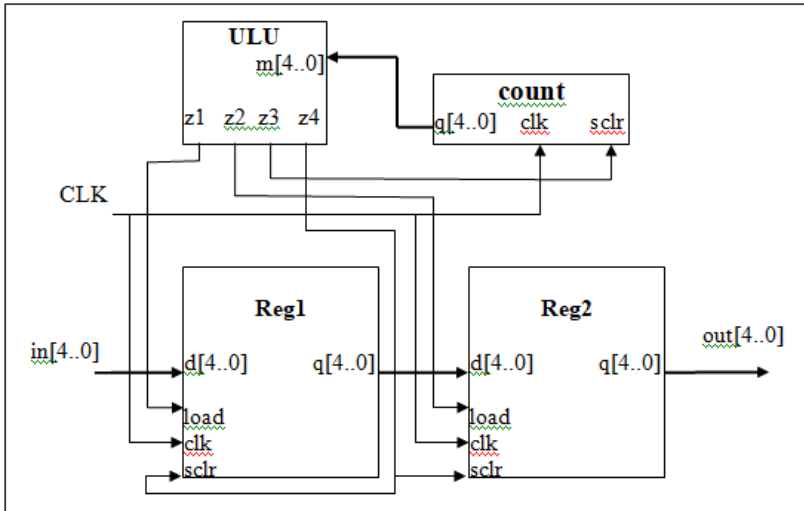 ULU
m[4..0]
z1 z2 z3 z4
count
q[4..0] clk sclr
CLK
Reg1
Reg2
in[4..0]
d[4..0] q[4..0]
d[4..0] q[4..0]
out[4..0]
load
clk
sclr
load
clk
sclr